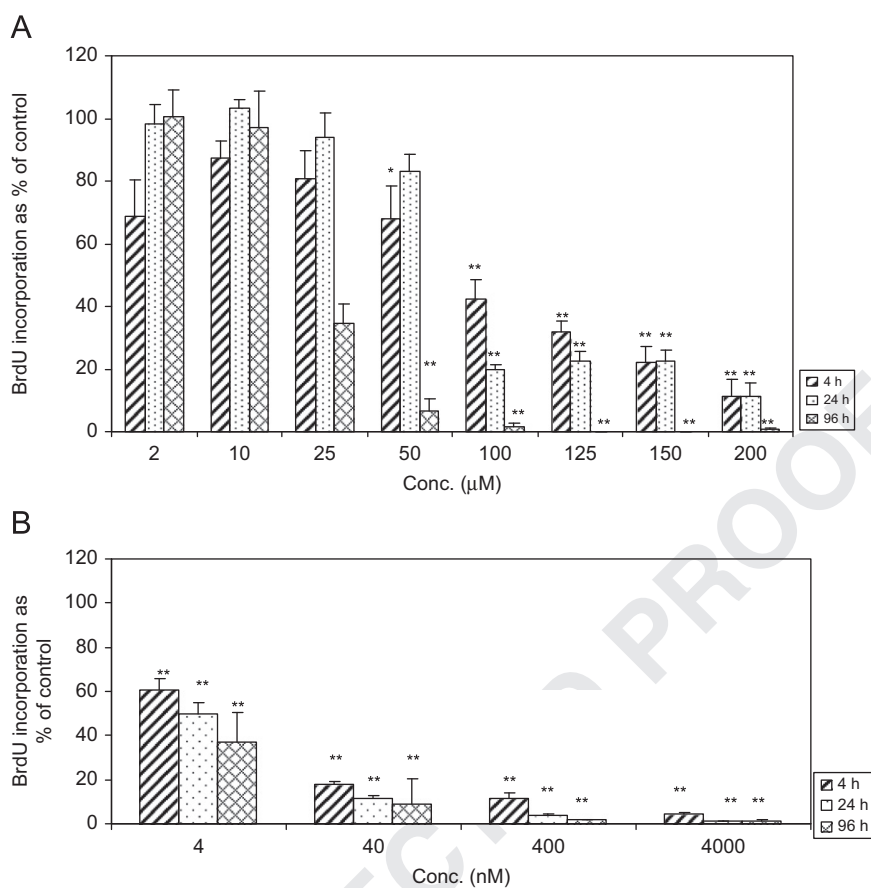 A
BrdU incorporation as % of control
120
100
80
60
40
20
0
*
**
**
**
**
**
**
**
**
**
**
**
**
**
**
2 10 25 50 100 125 150 200
Conc. (μM)
4 h
24 h
96 h
B
BrdU incorporation as
% of control
120
100
80
60
40
20
0
** ** **
** ** **
** ** **
** ** **
4 40 400 4000
Conc. (nM)
4 h
24 h
96 h
PROOF